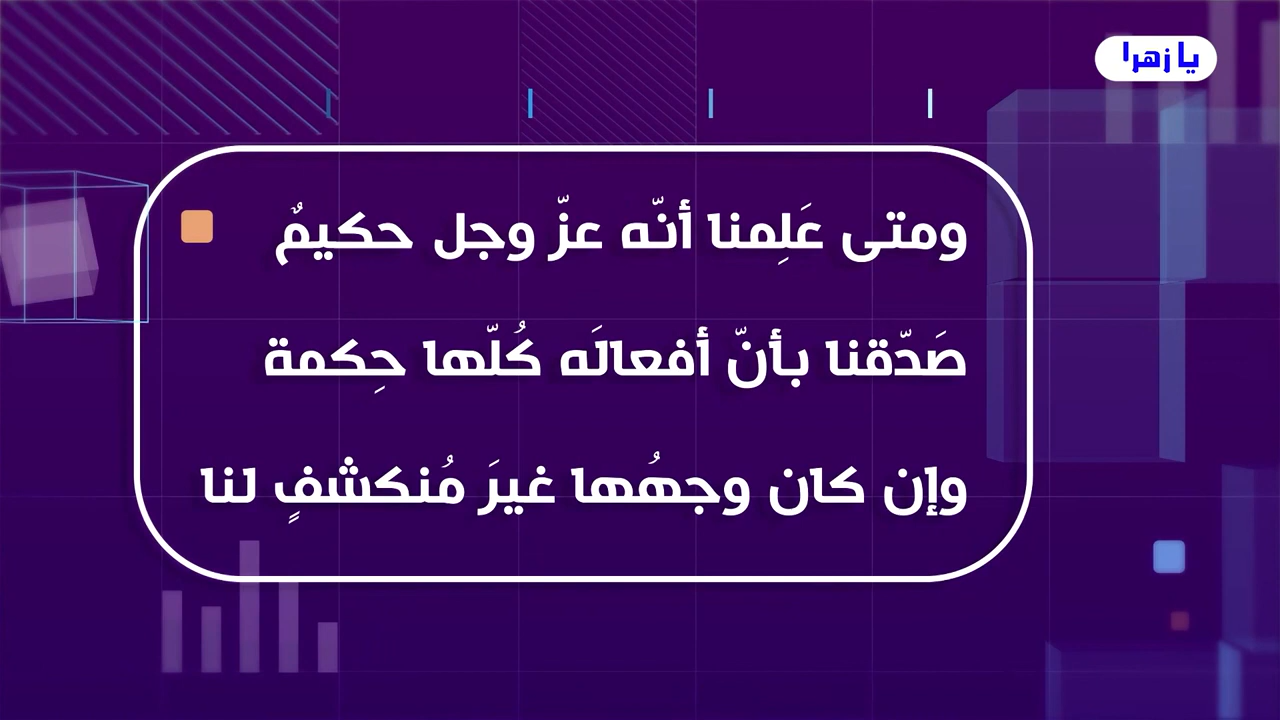 يا زهرا
ومتى عَلِمنا أنّه عزّ وجل حكيمٌ
صَدّقنا بأنّ أفعالَه كُلّها حِكمة
وإن كان وجهُها غيرَ مُنكشفٍ لنا